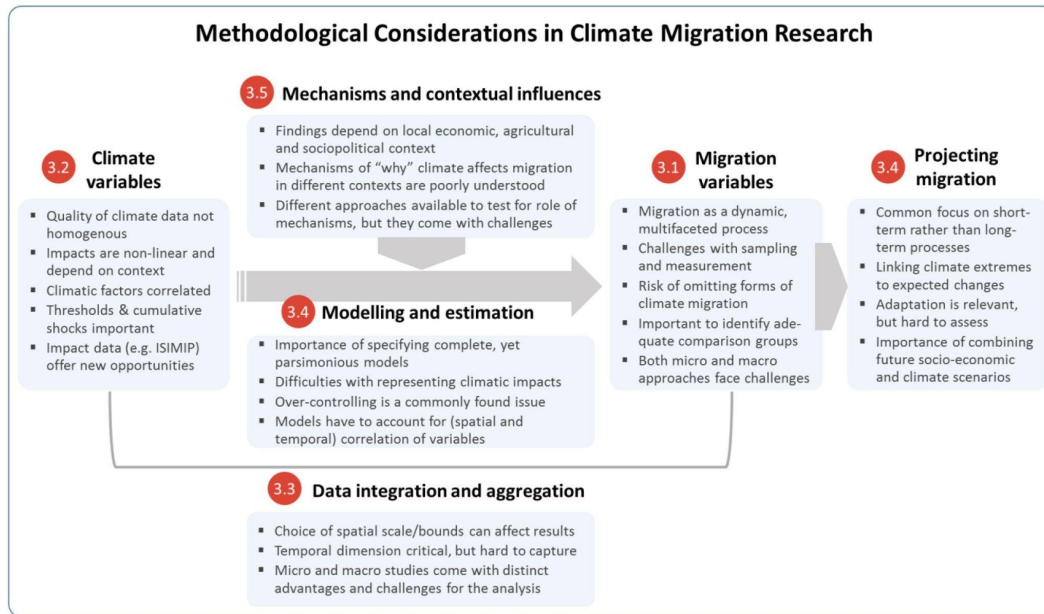 Methodological Considerations in Climate Migration Research
3.5
Mechanisms and contextual influences
▪ Findings depend on local economic, agricultural
and sociopolitical context
▪ Mechanisms of “why” climate affects migration
in different contexts are poorly understood
▪ Different approaches available to test for role of
mechanisms, but they come with challenges
3.2
Climate
variables
▪ Quality of climate data not
homogenous
▪ Impacts are non-linear and
depend on context
▪ Climatic factors correlated
▪ Thresholds & cumulative
shocks important
▪ Impact data (e.g. ISIMIP)
offer new opportunities
3.4
Modelling and estimation
▪ Importance of specifying complete, yet
parsimonious models
▪ Difficulties with representing climatic impacts
▪ Over-controlling is a commonly found issue
▪ Models have to account for (spatial and
temporal) correlation of variables
3.1
Migration
variables
▪ Migration as a dynamic,
multifaceted process
▪ Challenges with sampling
and measurement
▪ Risk of omitting forms of
climate migration
▪ Important to identify ade-
quate comparison groups
▪ Both micro and macro
approaches face challenges
3.4
Projecting
migration
▪ Common focus on short-
term rather than long-
term processes
▪ Linking climate extremes
to expected changes
▪ Adaptation is relevant,
but hard to assess
▪ Importance of combining
future socio-economic
and climate scenarios
3.3
Data integration and aggregation
▪ Choice of spatial scale/bounds can affect results
▪ Temporal dimension critical, but hard to capture
▪ Micro and macro studies come with distinct
advantages and challenges for the analysis